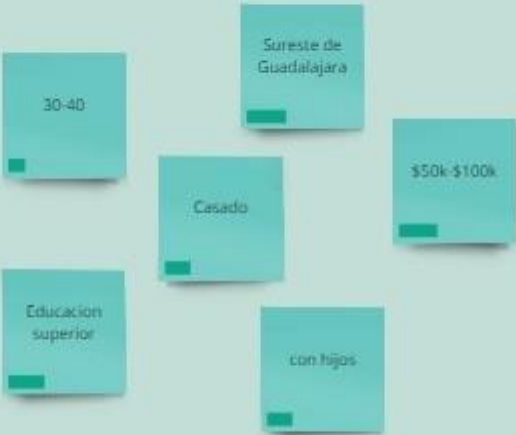 Sureste de
Guadalajara
30-40
$50k-$100k
Casado
Educacion
superior
con hijos